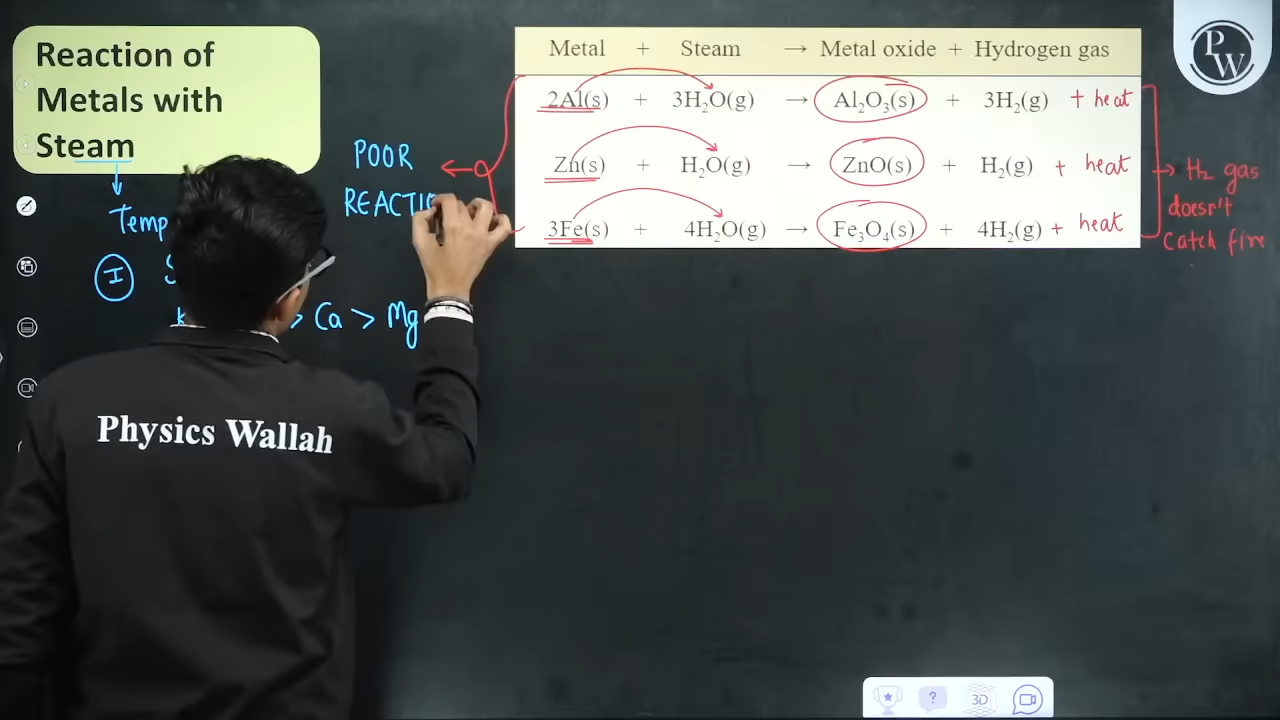 Reaction of
Metals with
Steam
Temp
I
> Ca > Mg
POOR
REACTI
Metal + Steam → Metal oxide + Hydrogen gas
2Al(s) + 3H₂O(g) → Al₂O₃(s) + 3H₂(g) + heat
Zn(s) + H₂O(g) → ZnO(s) + H₂(g) + heat
3Fe(s) + 4H₂O(g) → Fe₃O₄(s) + 4H₂(g) + heat
→ H₂ gas
doesn't
catch fire
P
W
Physics Wallah
?
3D